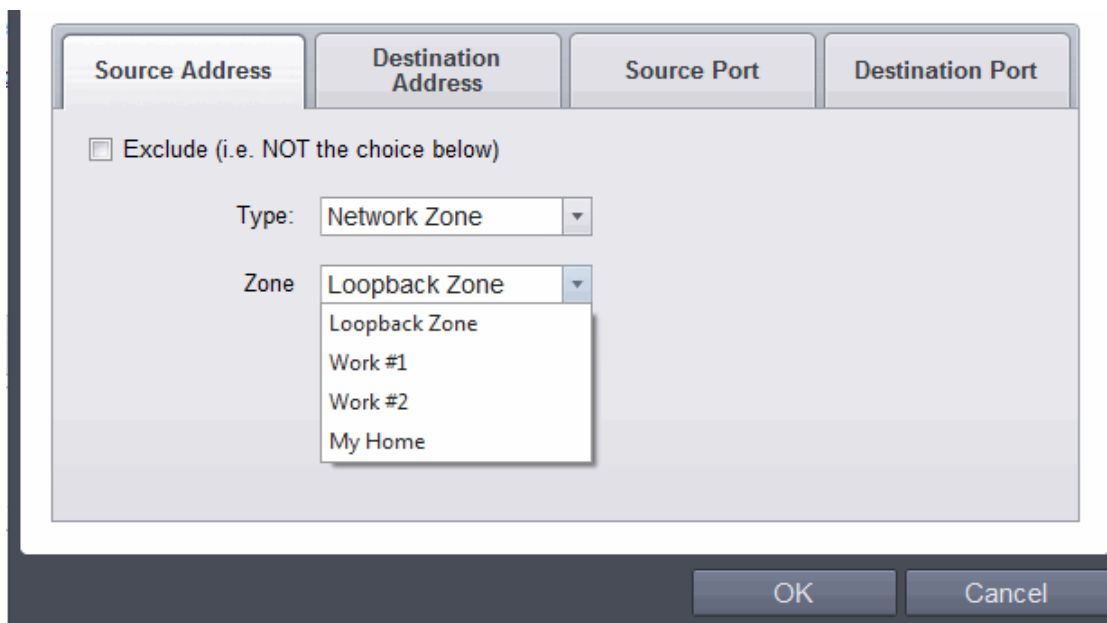 Source Address
Destination
Address
Source Port
Destination Port
Exclude (i.e. NOT the choice below)
Type: Network Zone
Zone Loopback Zone
Loopback Zone
Work #1
Work #2
My Home
OK
Cancel